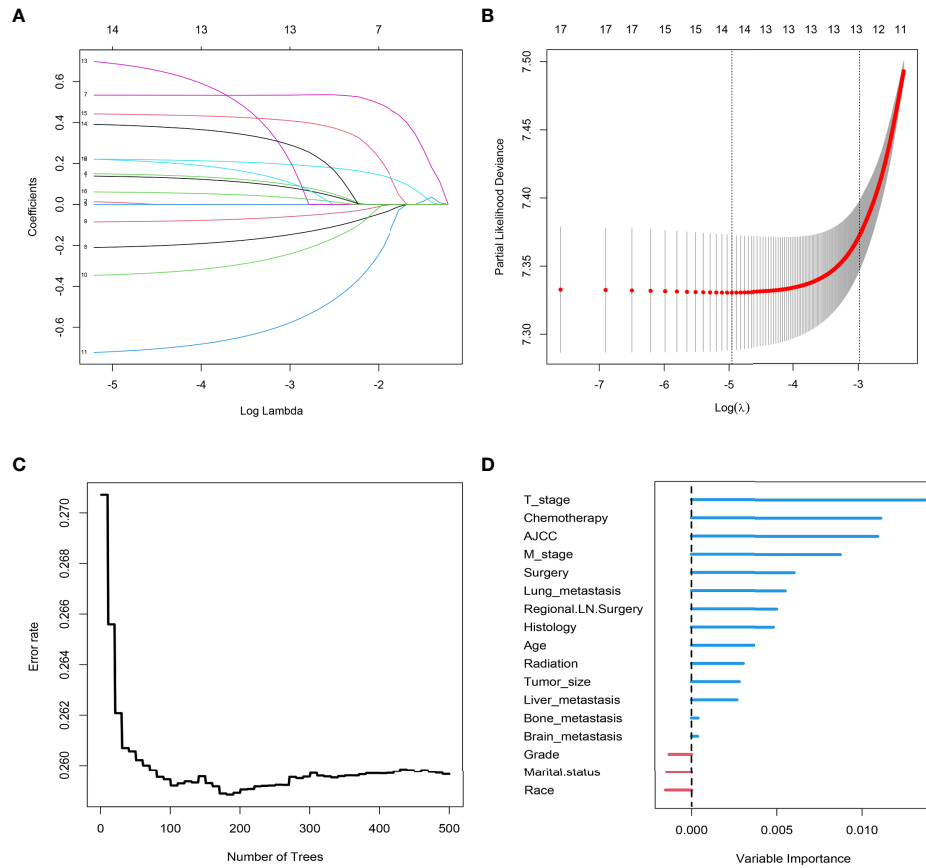 A
14 13 13 7
13
7
15
14
18
4
1
16
2
9
8
10
11
0.6
0.4
0.2
0.0
-0.2
-0.4
-0.6
Coefficients
-5 -4 -3 -2
Log Lambda
B
17 17 17 15 15 14 14 13 13 13 13 13 12 11
7.50
7.45
7.40
7.35
7.30
Partial Likelihood Deviance
-7 -6 -5 -4 -3
Log(λ)
C
0.270
0.268
0.266
0.264
0.262
0.260
Error rate
0 100 200 300 400 500
Number of Trees
D
T_stage
Chemotherapy
AJCC
M_stage
Surgery
Lung_metastasis
Regional.LN.Surgery
Histology
Age
Radiation
Tumor_size
Liver_metastasis
Bone_metastasis
Brain_metastasis
Grade
Marital.status
Race
0.000 0.005 0.010
Variable Importance